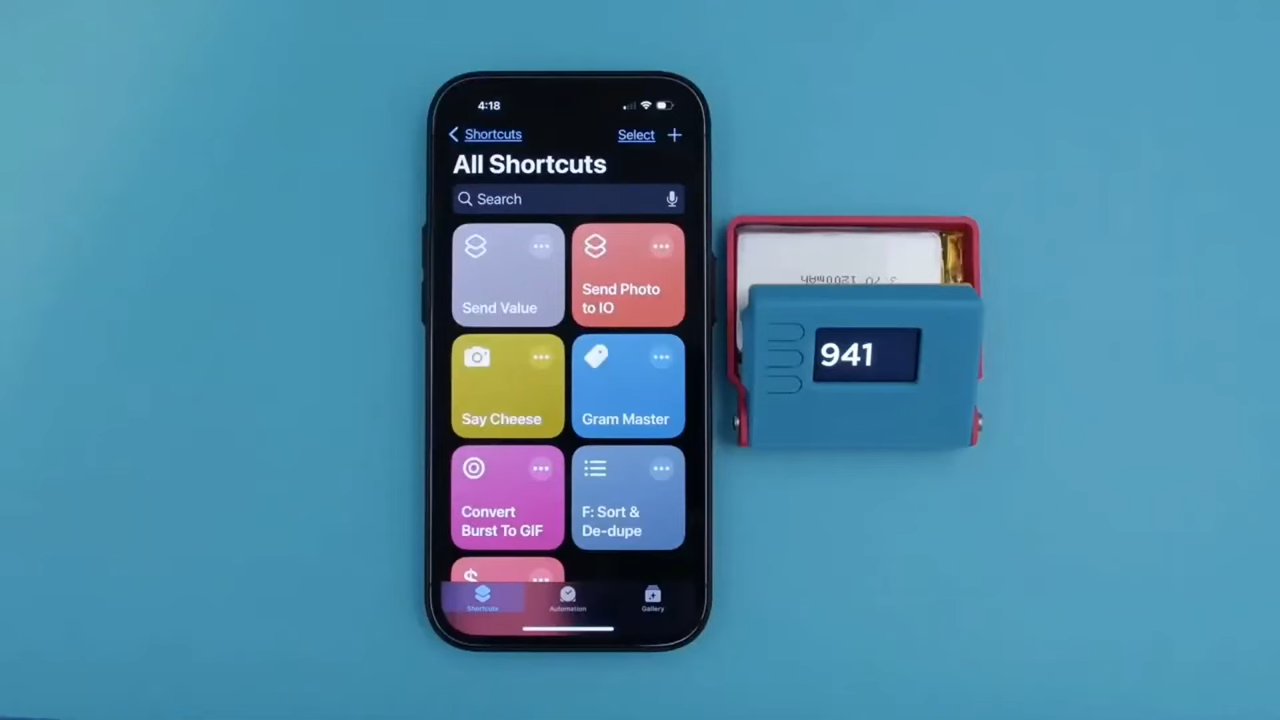 4:18
Shortcuts
Select
All Shortcuts
Search
Send Value
Send Photo
to IO
Say Cheese
Gram Master
Convert
Burst To GIF
F: Sort &
De-dupe
$
Shortcuts
Automation
Gallery
1200mAh
941